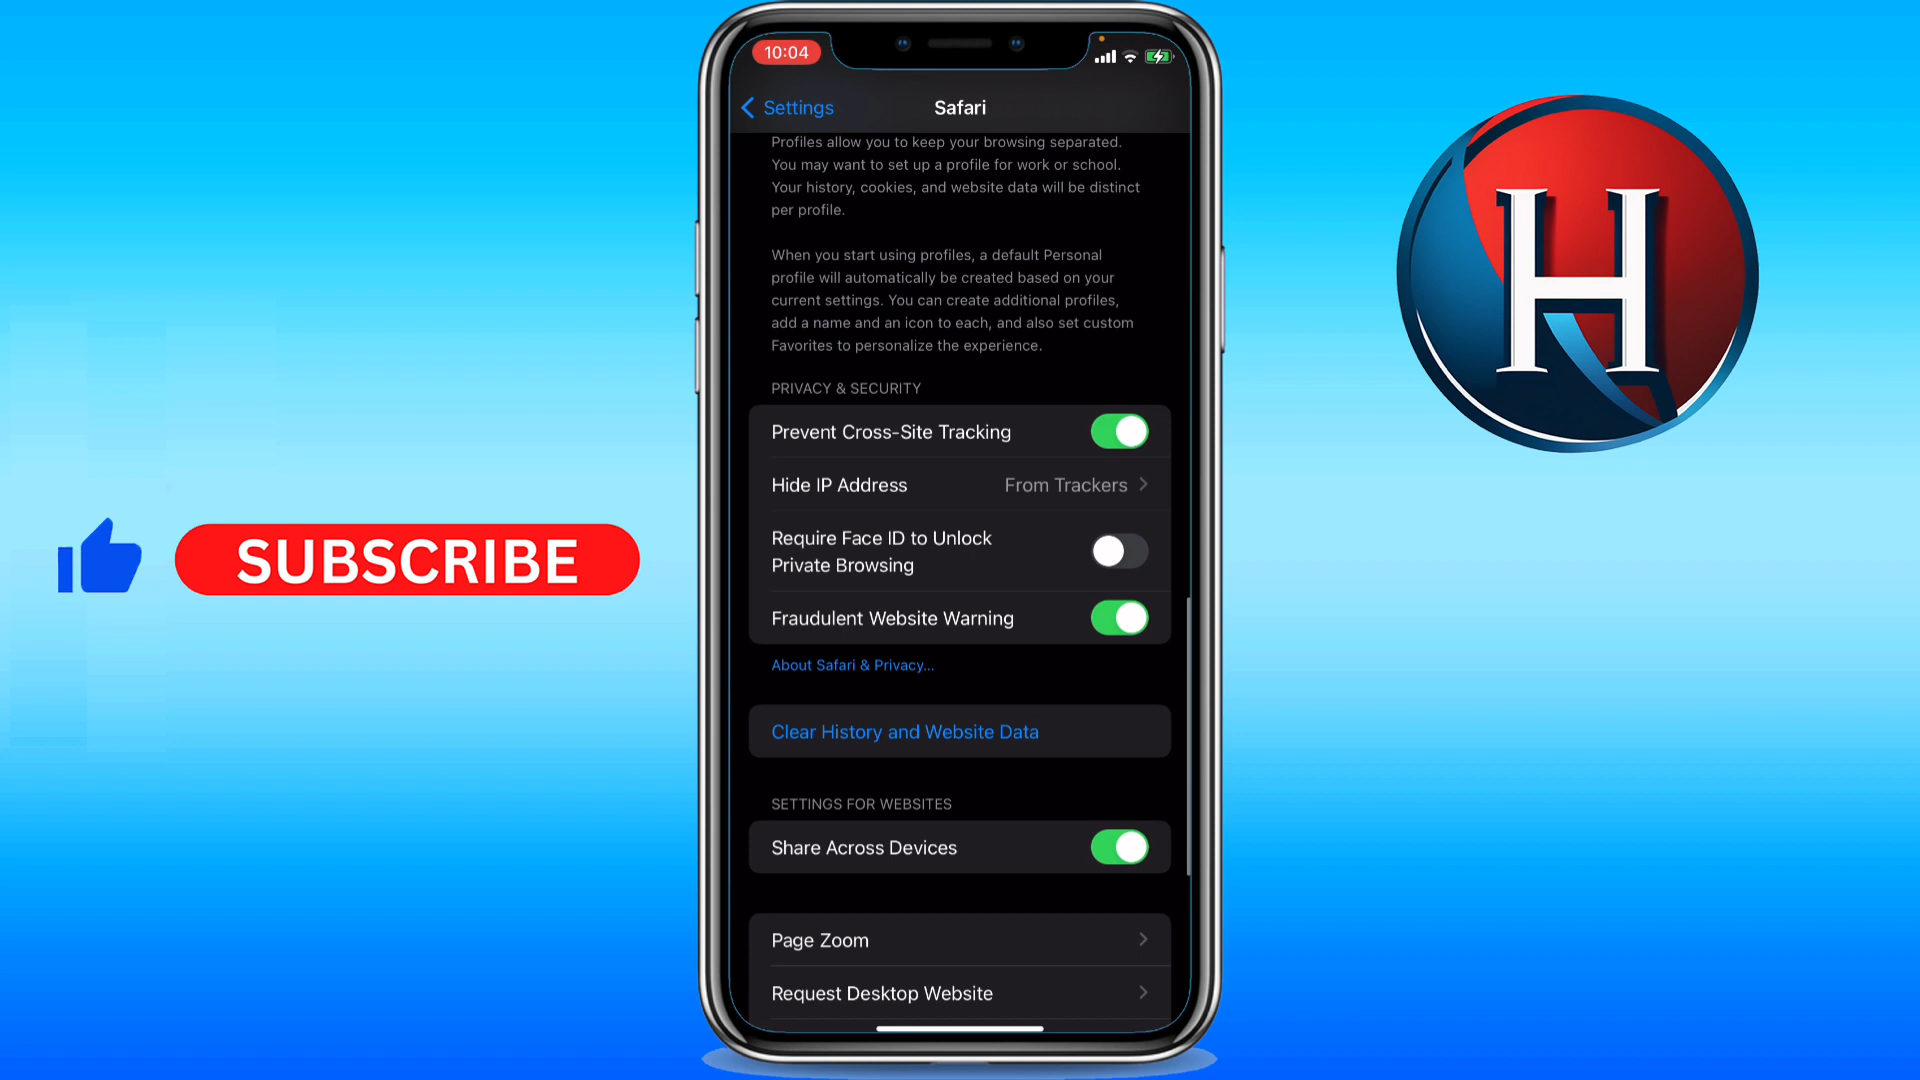 10:04
Settings
Safari
Profiles allow you to keep your browsing separated.
You may want to set up a profile for work or school.
Your history, cookies, and website data will be distinct
per profile.
When you start using profiles, a default Personal
profile will automatically be created based on your
current settings. You can create additional profiles,
add a name and an icon to each, and also set custom
Favorites to personalize the experience.
PRIVACY & SECURITY
Prevent Cross-Site Tracking
Hide IP Address From Trackers
Require Face ID to Unlock
Private Browsing
Fraudulent Website Warning
About Safari & Privacy...
Clear History and Website Data
SETTINGS FOR WEBSITES
Share Across Devices
Page Zoom
Request Desktop Website
SUBSCRIBE
H